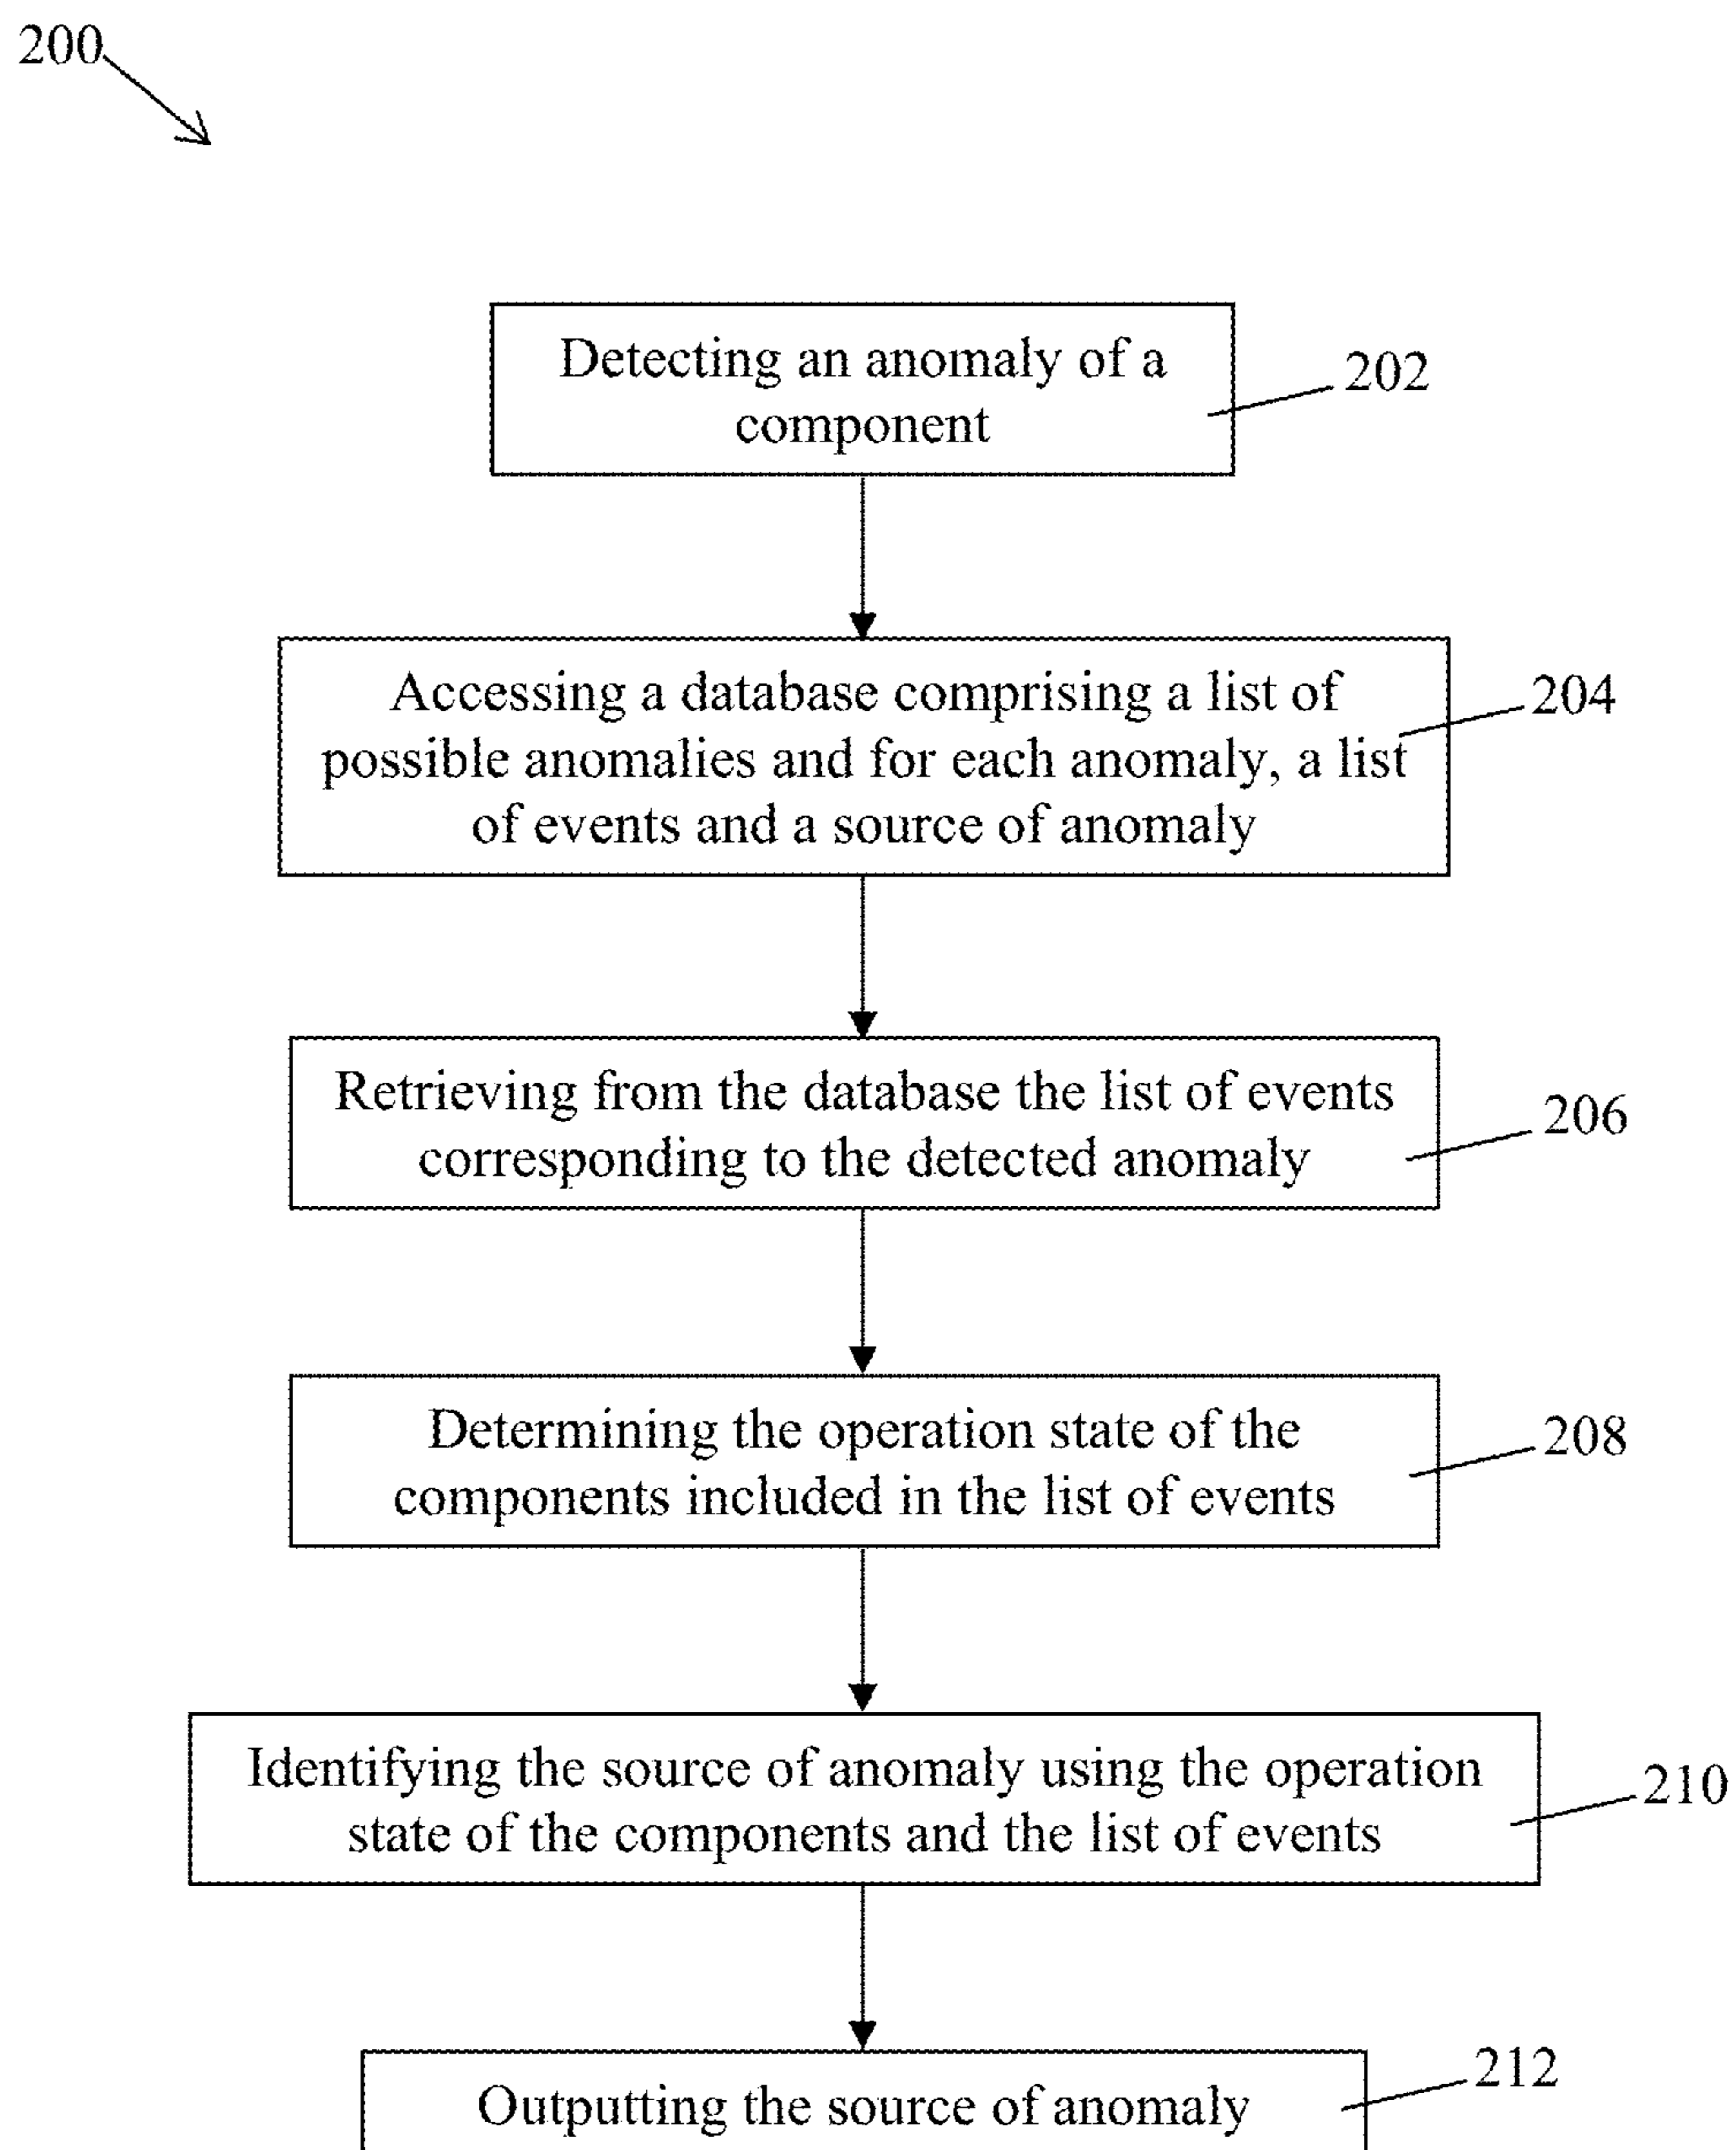 200
Detecting an anomaly of a
component
202
Accessing a database comprising a list of
possible anomalies and for each anomaly, a list
of events and a source of anomaly
204
Retrieving from the database the list of events
corresponding to the detected anomaly
206
Determining the operation state of the
components included in the list of events
208
Identifying the source of anomaly using the operation
state of the components and the list of events
210
Outputting the source of anomaly
212